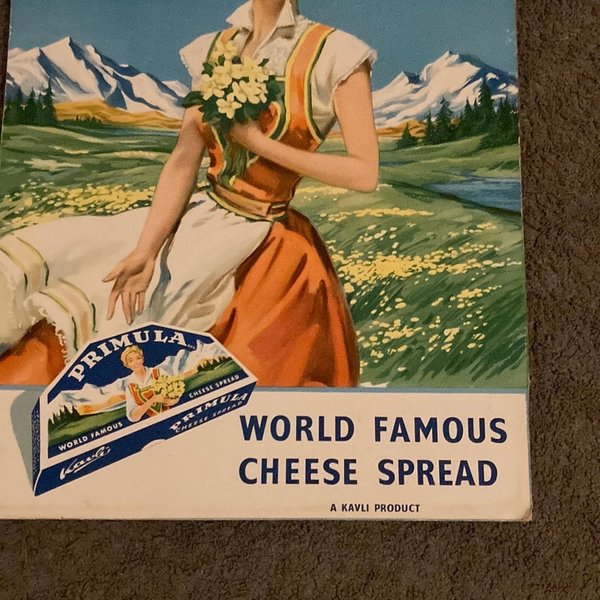 PRIMULA
CHEESE SPREAD
WORLD FAMOUS
PRIMULA
CHEESE SPREAD
Kavli
WORLD FAMOUS
CHEESE SPREAD
A KAVLI PRODUCT